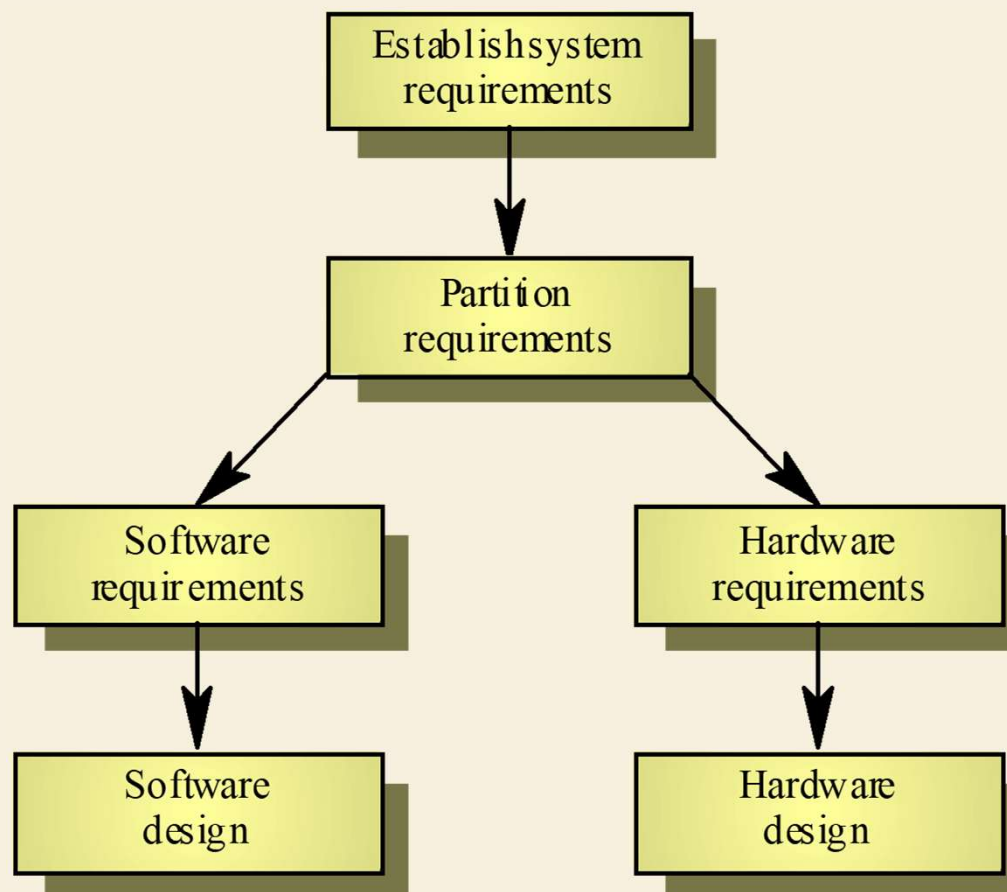 Establish system
requirements
Partition
requirements
Software
requirements
Hardware
requirements
Software
design
Hardware
design